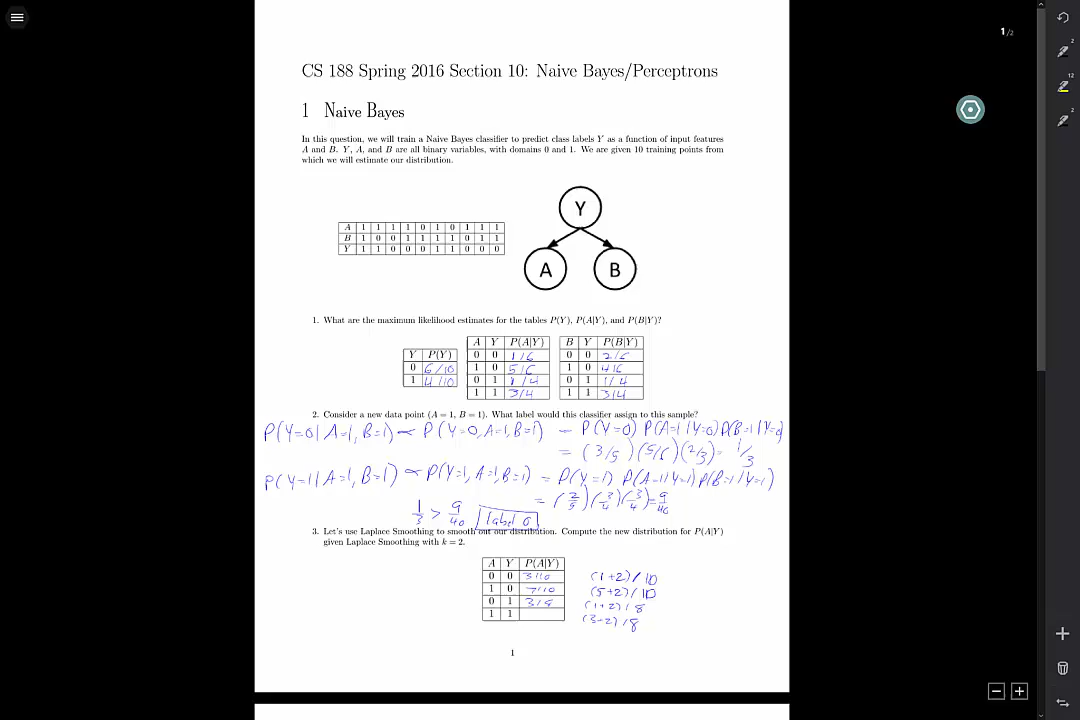 1/2
2
12
2
CS 188 Spring 2016 Section 10: Naive Bayes/Perceptrons
1 Naive Bayes
In this question, we will train a Naive Bayes classifier to predict class labels Y as a function of input features
A and B. Y, A, and B are all binary variables, with domains 0 and 1. We are given 10 training points from
which we will estimate our distribution.
A 1 1 1 1 0 1 0 1 1 1
B 1 0 0 1 1 1 1 0 1 1
Y 1 1 0 0 0 1 1 0 0 0
Y
A B
1. What are the maximum likelihood estimates for the tables P(Y), P(A|Y), and P(B|Y)?
Y P(Y)
0 6/10
1 4/10
A Y P(A|Y)
0 0 1/6
1 0 5/6
0 1 1/4
1 1 3/4
B Y P(B|Y)
0 0 2/6
1 0 4/6
0 1 1/4
1 1 3/4
2. Consider a new data point (A = 1, B = 1). What label would this classifier assign to this sample?
P(Y=0|A=1, B=1) ∝ P(Y=0, A=1, B=1) = P(Y=0) P(A=1|Y=0) P(B=1|Y=0)
= (3/5)(5/6)(2/3) = 1/3
P(Y=1|A=1, B=1) ∝ P(Y=1, A=1, B=1) = P(Y=1) P(A=1|Y=1) P(B=1|Y=1)
= (2/5)(3/4)(3/4) = 9/40
1/3 > 9/40 label 0
3. Let's use Laplace Smoothing to smooth out our distribution. Compute the new distribution for P(A|Y)
given Laplace Smoothing with k = 2.
A Y P(A|Y)
0 0 3/10
1 0 7/10
0 1 3/8
1 1
(1+2)/10
(5+2)/10
(1+2)/8
(3+2)/8
1